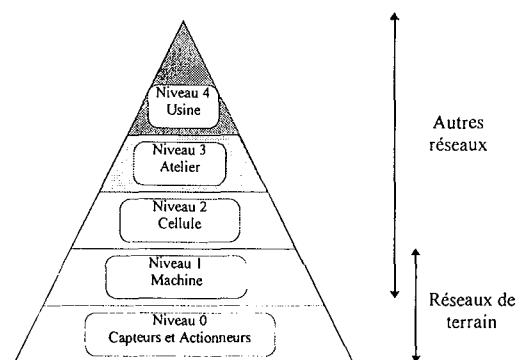 Niveau 4
Usine
Niveau 3
Atelier
Niveau 2
Cellule
Niveau 1
Machine
Niveau 0
Capteurs et Actionneurs
Autres
réseaux
Réseaux de
terrain